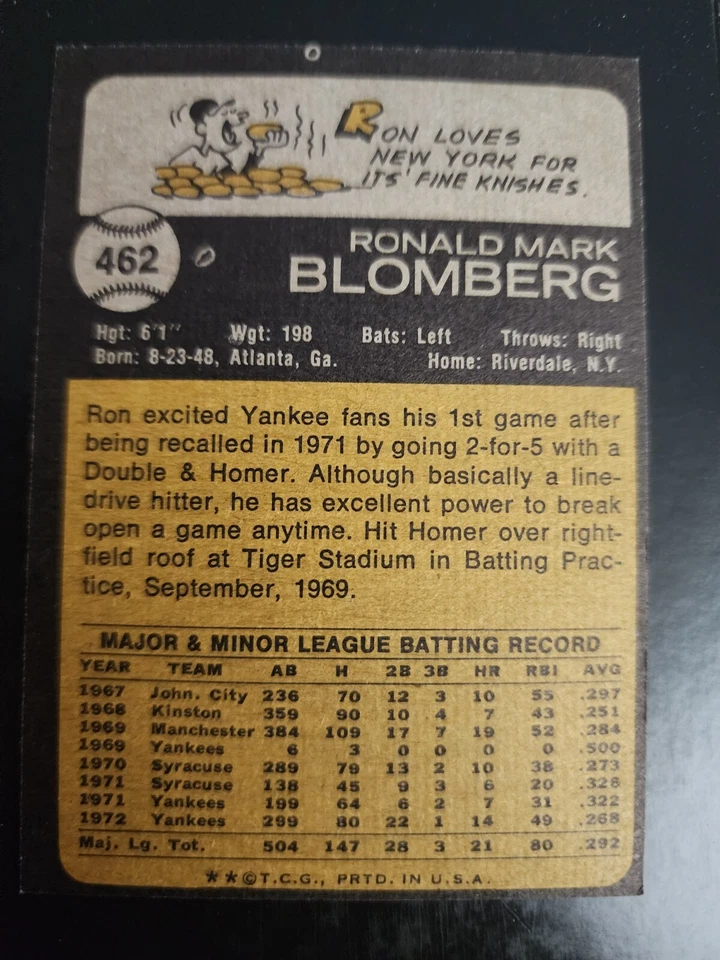 RON LOVES
NEW YORK FOR
ITS' FINE KNISHES.
462
RONALD MARK
BLOMBERG
Hgt: 6'1" Wgt: 198 Bats: Left Throws: Right
Born: 8-23-48, Atlanta, Ga. Home: Riverdale, N.Y.
Ron excited Yankee fans his 1st game after
being recalled in 1971 by going 2-for-5 with a
Double & Homer. Although basically a line-
drive hitter, he has excellent power to break
open a game anytime. Hit Homer over right-
field roof at Tiger Stadium in Batting Prac-
tice, September, 1969.
MAJOR & MINOR LEAGUE BATTING RECORD
YEAR TEAM AB H 2B 3B HR RBI AVG
1967 John. City 236 70 12 3 10 55 .297
1968 Kinston 359 90 10 4 7 43 .251
1969 Manchester 384 109 17 7 19 52 .284
1969 Yankees 6 3 0 0 0 0 .500
1970 Syracuse 289 79 13 2 10 38 .273
1971 Syracuse 138 45 9 3 6 20 .326
1971 Yankees 199 64 6 2 7 31 .322
1972 Yankees 299 80 22 1 14 49 .268
Maj. Lg. Tot. 504 147 28 3 21 80 .292
**©T.C.G., PRTD. IN U.S.A.